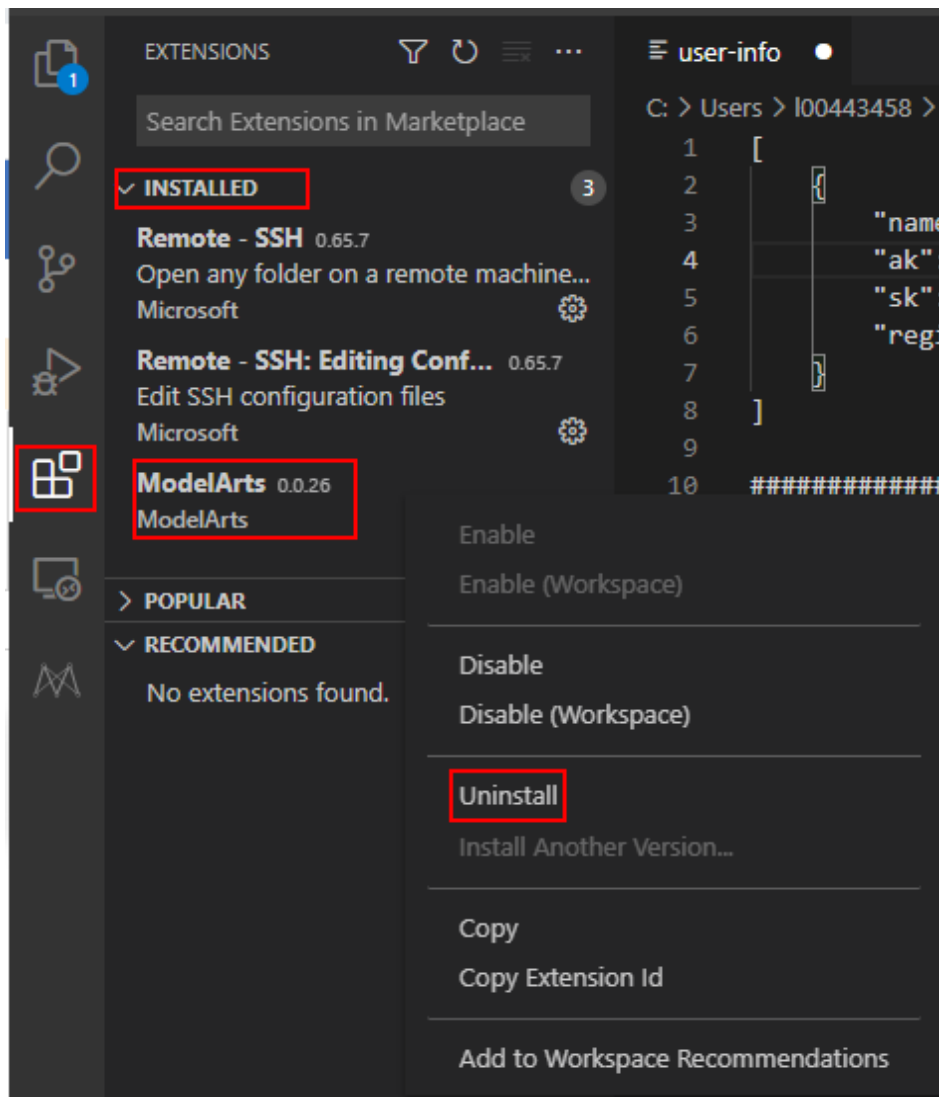 EXTENSIONS
Search Extensions in Marketplace
INSTALLED
3
Remote - SSH 0.65.7
Open any folder on a remote machine...
Microsoft
Remote - SSH: Editing Conf... 0.65.7
Edit SSH configuration files
Microsoft
ModelArts 0.0.26
ModelArts
POPULAR
RECOMMENDED
No extensions found.
1
user-info
C: > Users > l00443458 >
1 [
2 {
3 "name
4 "ak":
5 "sk":
6 "regi
7 }
8 ]
9
10 #############
Enable
Enable (Workspace)
Disable
Disable (Workspace)
Uninstall
Install Another Version...
Copy
Copy Extension Id
Add to Workspace Recommendations